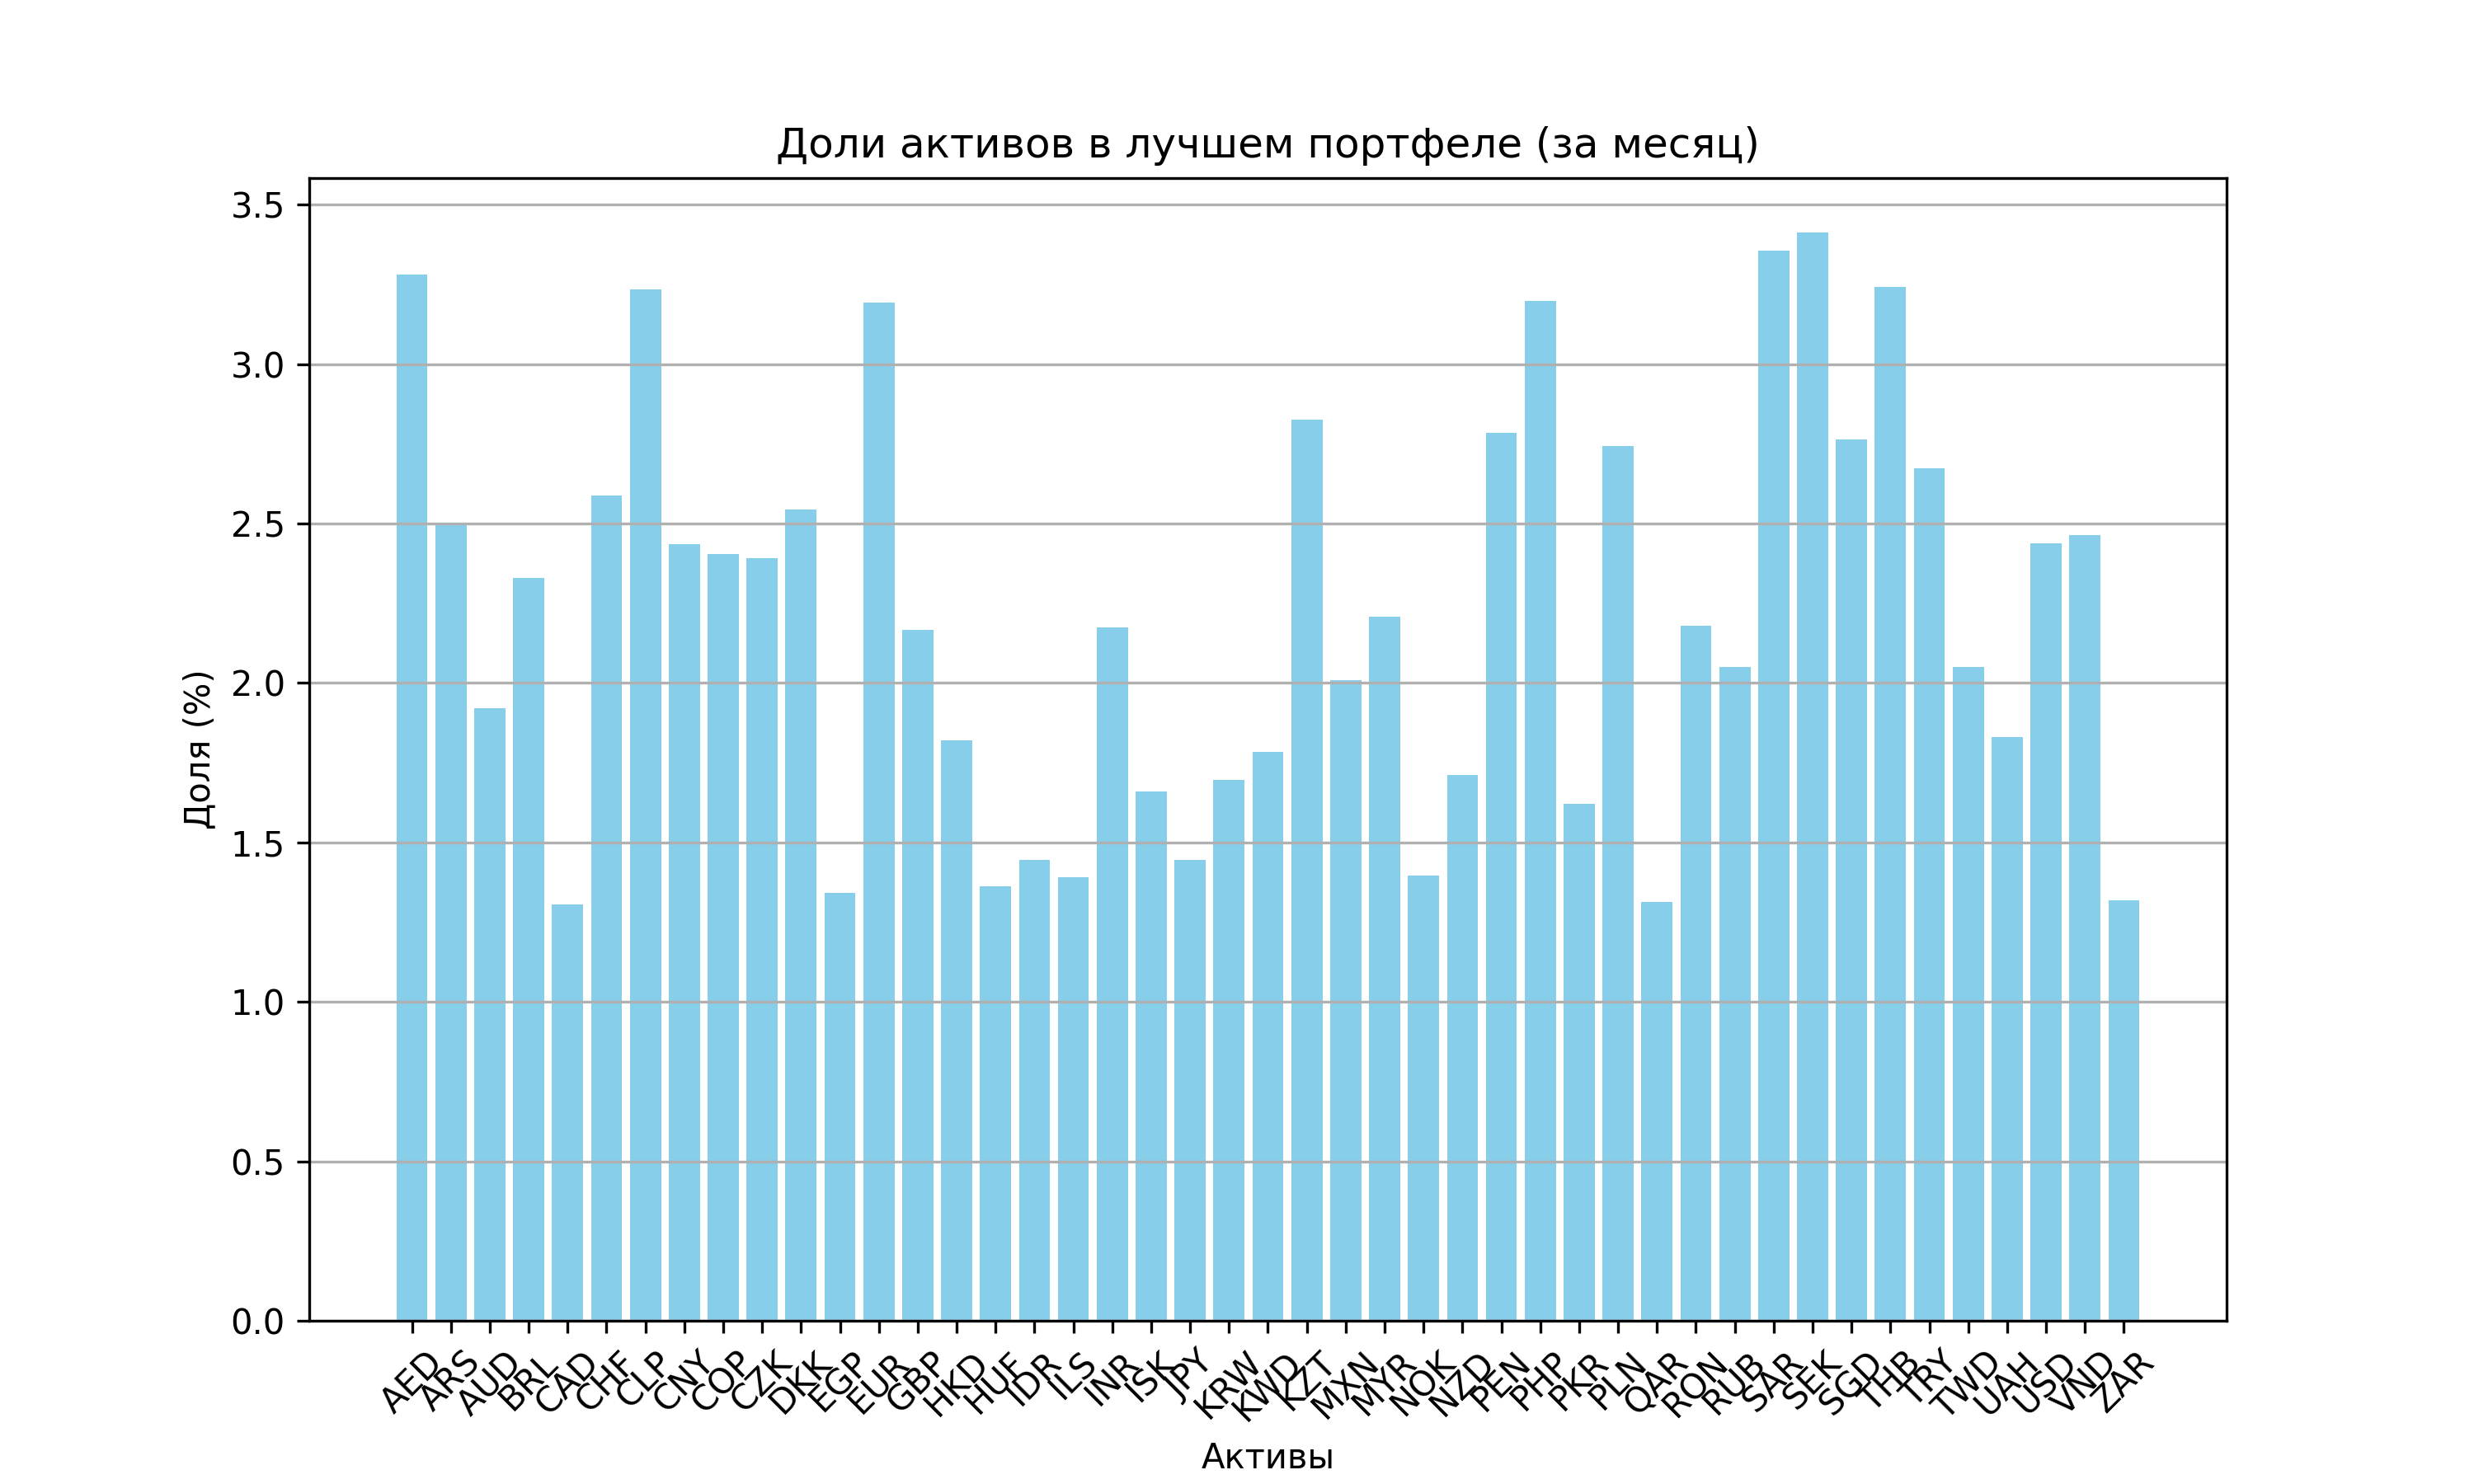 Доли активов в лучшем портфеле (за месяц)
3.5
3.0
2.5
2.0
1.5
1.0
0.5
0.0
Доля (%)
AED
ARS
AUD
BRL
CAD
CHF
CLP
CNY
COP
CZK
DKK
EGP
EUR
GBP
HKD
HUF
IDR
ILS
INR
ISK
JPY
KRW
KWD
KZT
MXN
MYR
NOK
NZD
PEN
PHP
PKR
PLN
QAR
RON
RUB
SAR
SEK
SGD
THB
TRY
TWD
UAH
USD
VND
ZAR
Активы